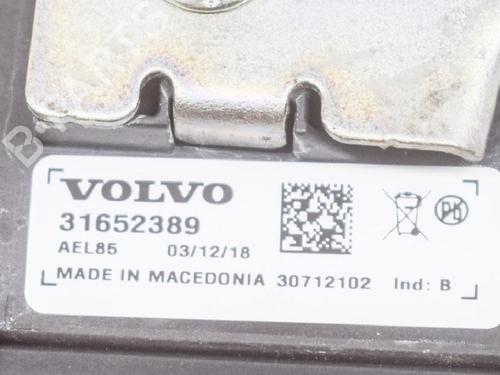 VOLVO
31652389
AEL85 03/12/18
MADE IN MACEDONIA 30712102 Ind: B